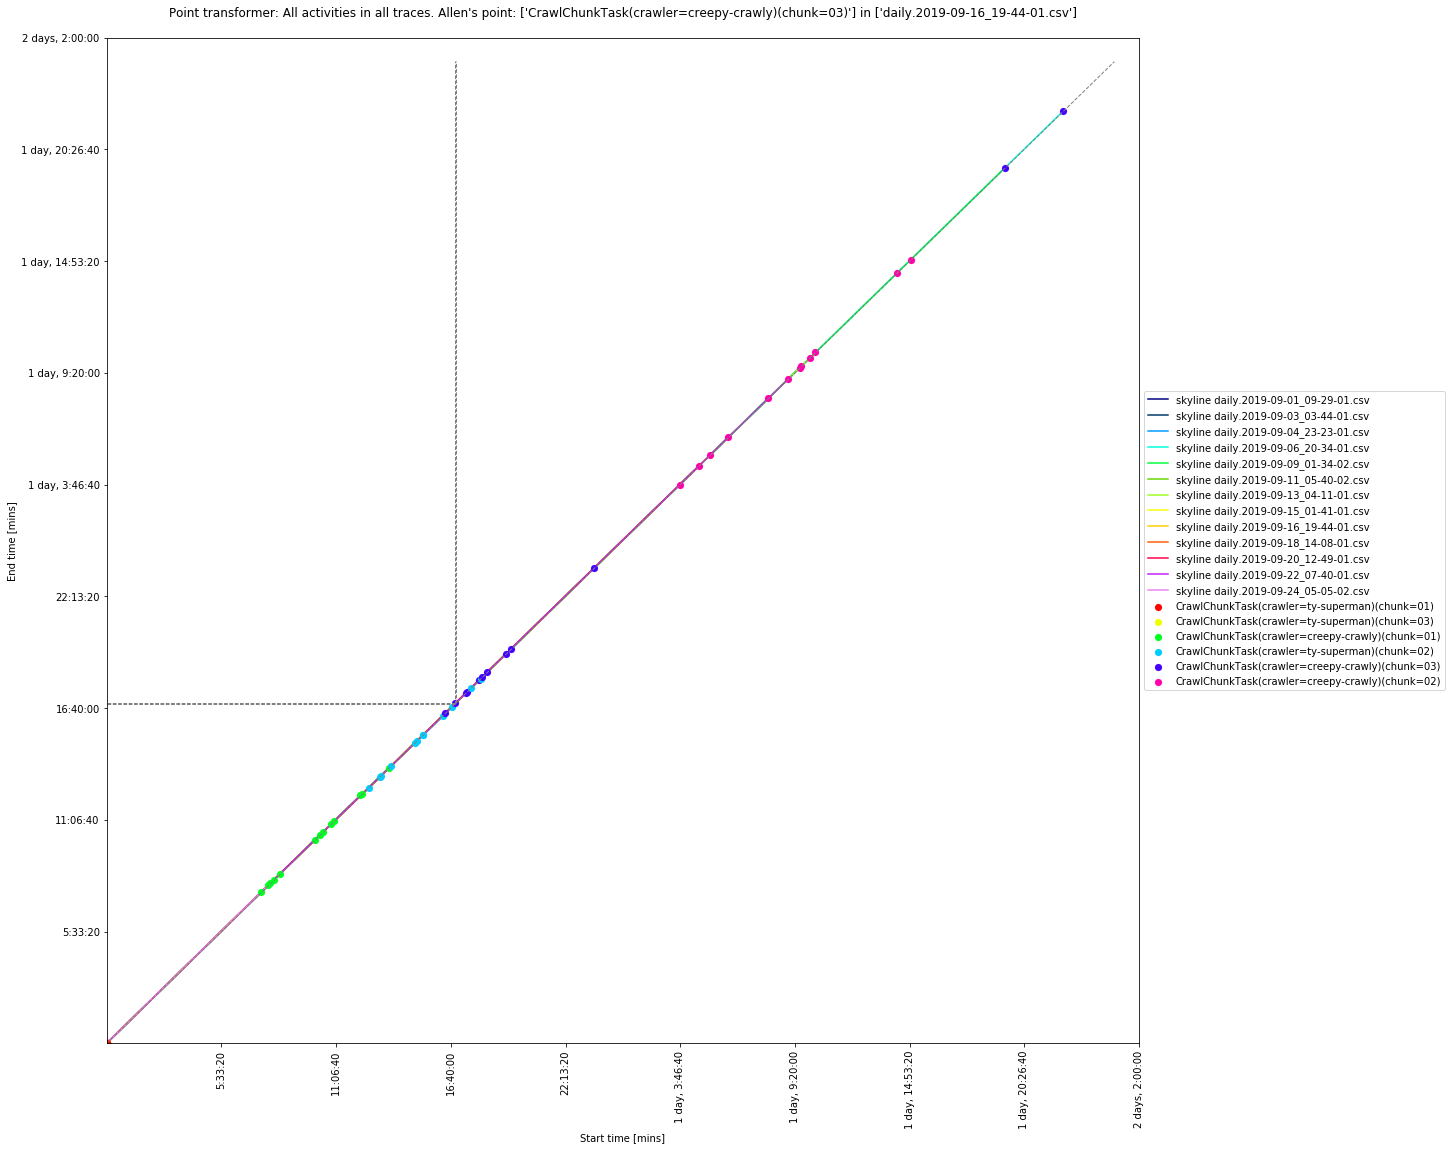 Point transformer: All activities in all traces. Allen's point: ['CrawlChunkTask(crawler=creepy-crawly)(chunk=03)'] in ['daily.2019-09-16_19-44-01.csv']
2 days, 2:00:00
1 day, 20:26:40
1 day, 14:53:20
1 day, 9:20:00
1 day, 3:46:40
22:13:20
16:40:00
11:06:40
5:33:20
End time [mins]
5:33:20
11:06:40
16:40:00
22:13:20
1 day, 3:46:40
1 day, 9:20:00
1 day, 14:53:20
1 day, 20:26:40
2 days, 2:00:00
Start time [mins]
skyline daily.2019-09-01_09-29-01.csv
skyline daily.2019-09-03_03-44-01.csv
skyline daily.2019-09-04_23-23-01.csv
skyline daily.2019-09-06_20-34-01.csv
skyline daily.2019-09-09_01-34-02.csv
skyline daily.2019-09-11_05-40-02.csv
skyline daily.2019-09-13_04-11-01.csv
skyline daily.2019-09-15_01-41-01.csv
skyline daily.2019-09-16_19-44-01.csv
skyline daily.2019-09-18_14-08-01.csv
skyline daily.2019-09-20_12-49-01.csv
skyline daily.2019-09-22_07-40-01.csv
skyline daily.2019-09-24_05-05-02.csv
CrawlChunkTask(crawler=ty-superman)(chunk=01)
CrawlChunkTask(crawler=ty-superman)(chunk=03)
CrawlChunkTask(crawler=creepy-crawly)(chunk=01)
CrawlChunkTask(crawler=ty-superman)(chunk=02)
CrawlChunkTask(crawler=creepy-crawly)(chunk=03)
CrawlChunkTask(crawler=creepy-crawly)(chunk=02)